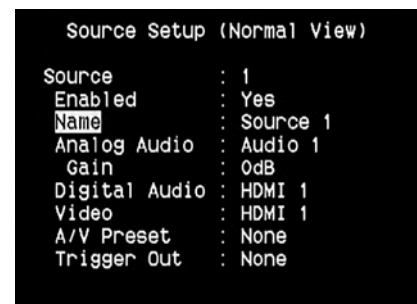 Source Setup (Normal View)
Source : 1
Enabled : Yes
Name : Source 1
Analog Audio : Audio 1
Gain : 0dB
Digital Audio : HDMI 1
Video : HDMI 1
A/V Preset : None
Trigger Out : None